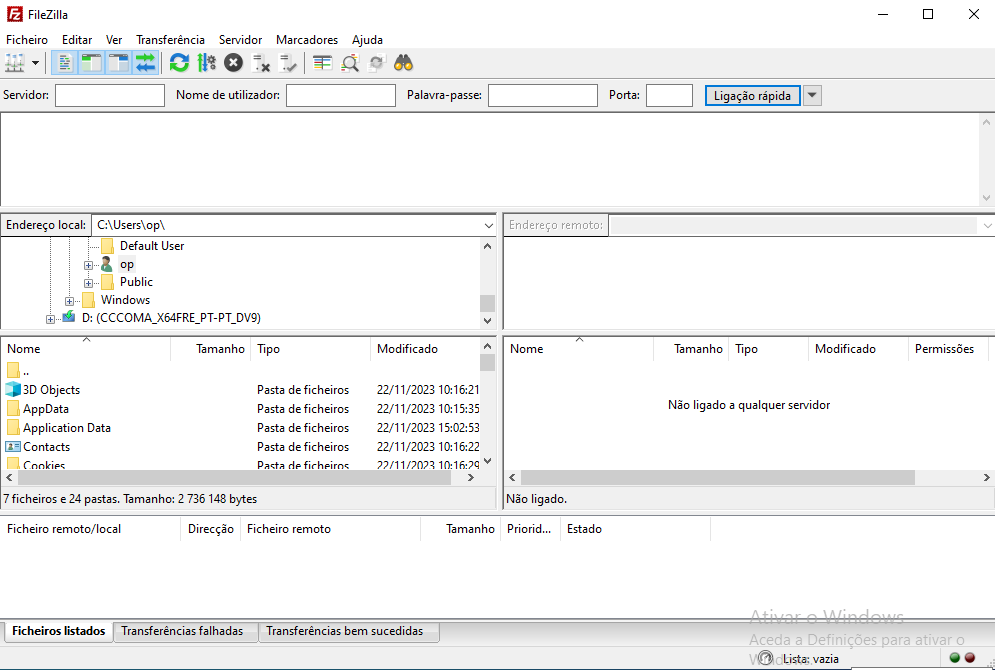 FileZilla
Ficheiro Editar Ver Transferência Servidor Marcadores Ajuda
Servidor: Nome de utilizador: Palavra-passe: Porta: Ligação rápida
Endereço local: C:\Users\op\
Default User
op
Public
Windows
D: (CCCOMA_X64FRE_PT-PT_DV9)
Endereço remoto:
Nome Tamanho Tipo Modificado
..
3D Objects Pasta de ficheiros 22/11/2023 10:16:21
AppData Pasta de ficheiros 22/11/2023 10:15:35
Application Data Pasta de ficheiros 22/11/2023 15:02:53
Contacts Pasta de ficheiros 22/11/2023 10:16:22
Cookies Pasta de ficheiros 22/11/2023 10:16:29
7 ficheiros e 24 pastas. Tamanho: 2 736 148 bytes
Nome Tamanho Tipo Modificado Permissões
Não ligado a qualquer servidor
Não ligado.
Ficheiro remoto/local Direcção Ficheiro remoto Tamanho Priorid... Estado
Ficheiros listados Transferências falhadas Transferências bem sucedidas
Ativar o Windows
Aceda a Definições para ativar o
Lista: vazia